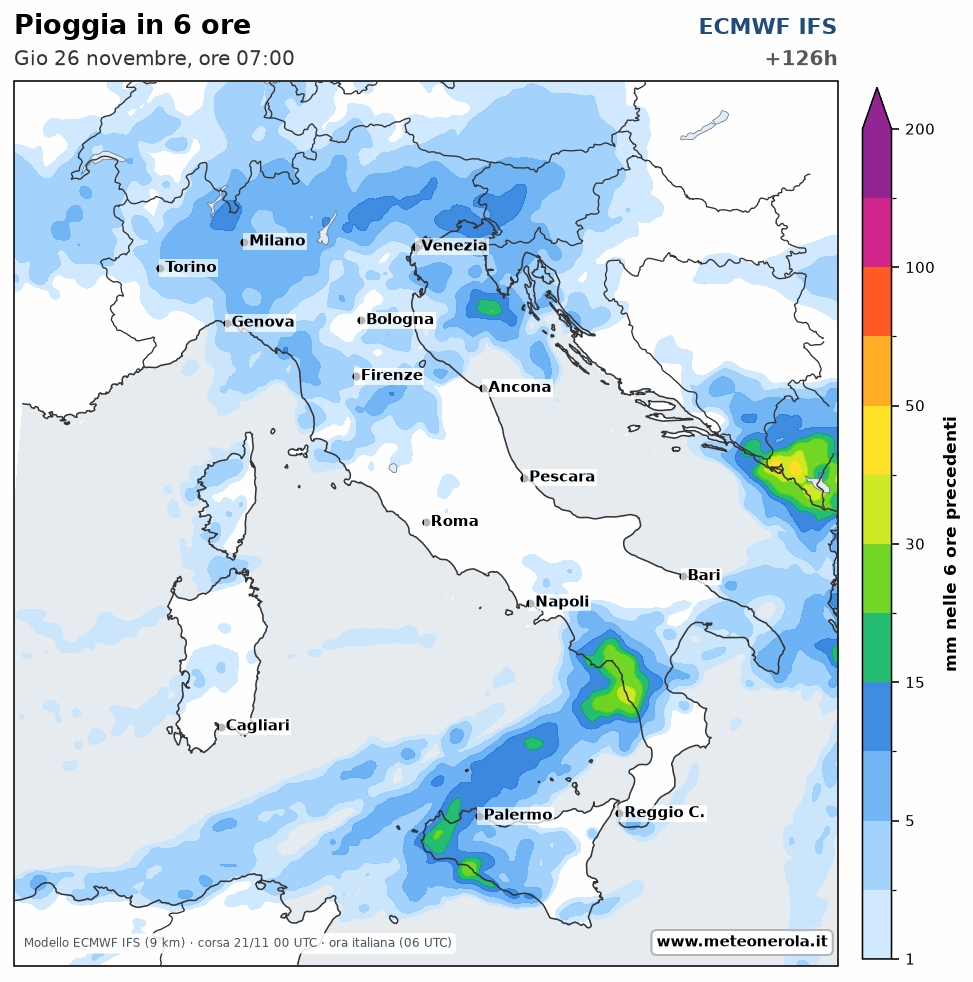 Pioggia in 6 ore
ECMWF IFS
Gio 26 novembre, ore 07:00
+126h
200
100
50
30
15
5
1
mm nelle 6 ore precedenti
Milano
Venezia
Torino
Genova
Bologna
Firenze
Ancona
Pescara
Roma
Bari
Napoli
Cagliari
Palermo
Reggio C.
Modello ECMWF IFS (9 km) · corsa 21/11 00 UTC · ora italiana (06 UTC)
www.meteonerola.it